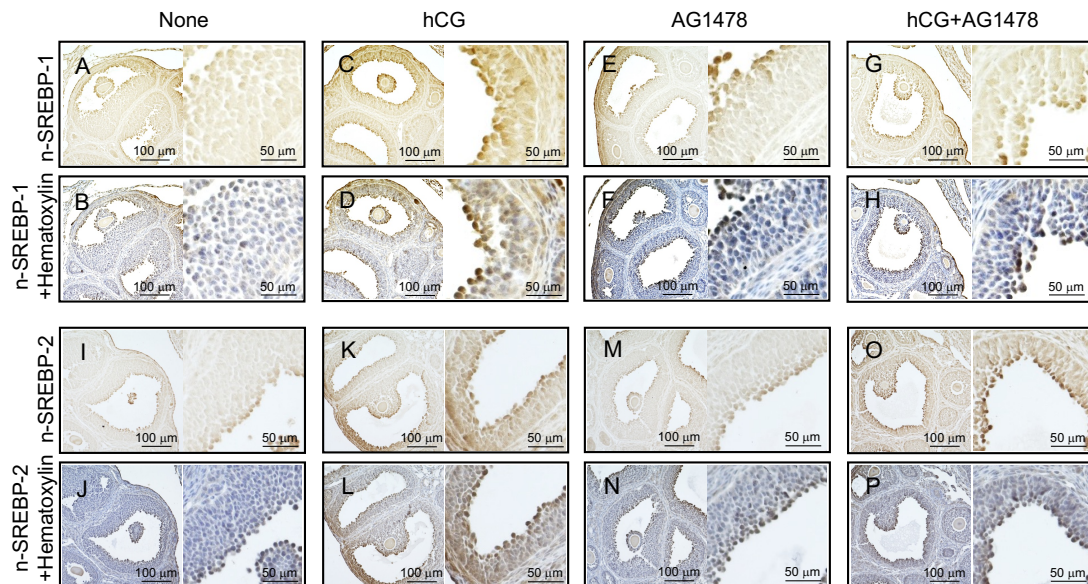 None hCG AG1478 hCG+AG1478
n-SREBP-1
A 100 μm 50 μm C 100 μm 50 μm E 100 μm 50 μm G 100 μm 50 μm
n-SREBP-1
+Hematoxylin
B 100 μm 50 μm D 100 μm 50 μm F 100 μm 50 μm H 100 μm 50 μm
n-SREBP-2
I 100 μm 50 μm K 100 μm 50 μm M 100 μm 50 μm O 100 μm 50 μm
n-SREBP-2
+Hematoxylin
J 100 μm 50 μm L 100 μm 50 μm N 100 μm 50 μm P 100 μm 50 μm